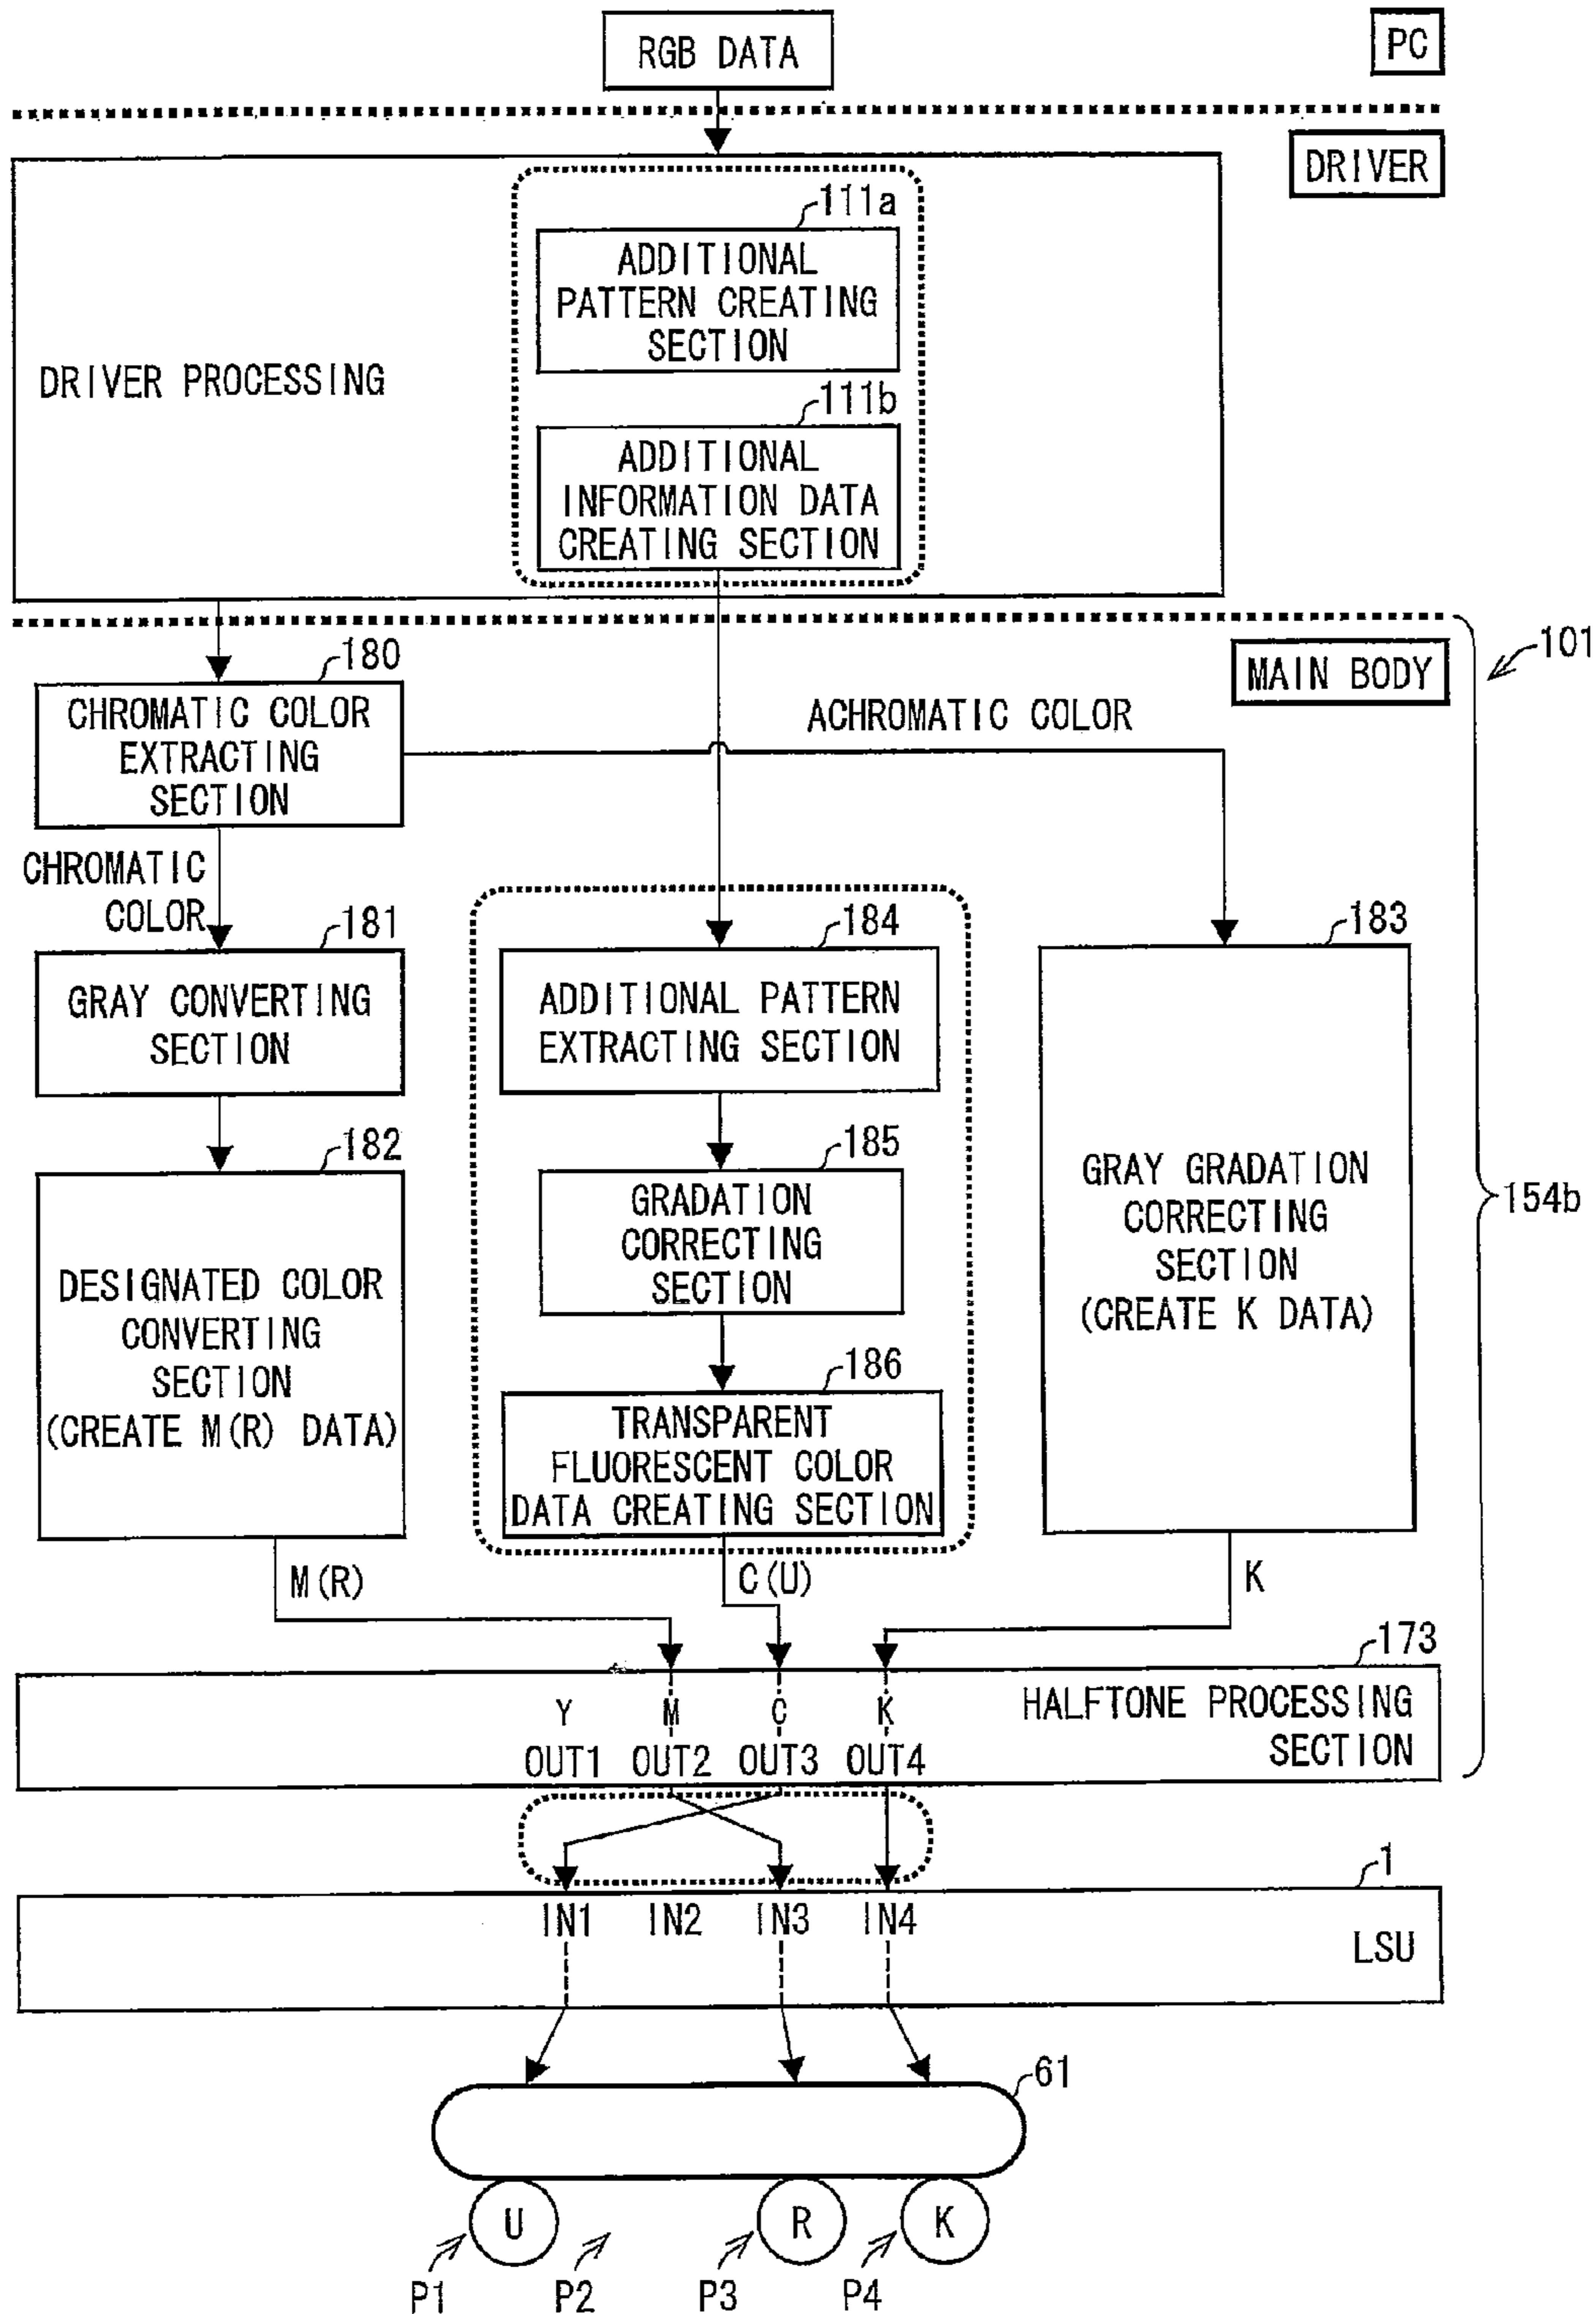 RGB DATA
PC
DRIVER
111a
ADDITIONAL
PATTERN CREATING
SECTION
DRIVER PROCESSING
111b
ADDITIONAL
INFORMATION DATA
CREATING SECTION
101
MAIN BODY
180
CHROMATIC COLOR
EXTRACTING
SECTION
ACHROMATIC COLOR
CHROMATIC
COLOR
181
GRAY CONVERTING
SECTION
184
ADDITIONAL PATTERN
EXTRACTING SECTION
183
GRAY GRADATION
CORRECTING
SECTION
(CREATE K DATA)
154b
182
DESIGNATED COLOR
CONVERTING
SECTION
(CREATE M(R) DATA)
185
GRADATION
CORRECTING
SECTION
186
TRANSPARENT
FLUORESCENT COLOR
DATA CREATING SECTION
M(R)
C(U)
K
173
Y M C K
HALFTONE PROCESSING
SECTION
OUT1 OUT2 OUT3 OUT4
1
IN1 IN2 IN3 IN4
LSU
61
U R K
P1 P2 P3 P4